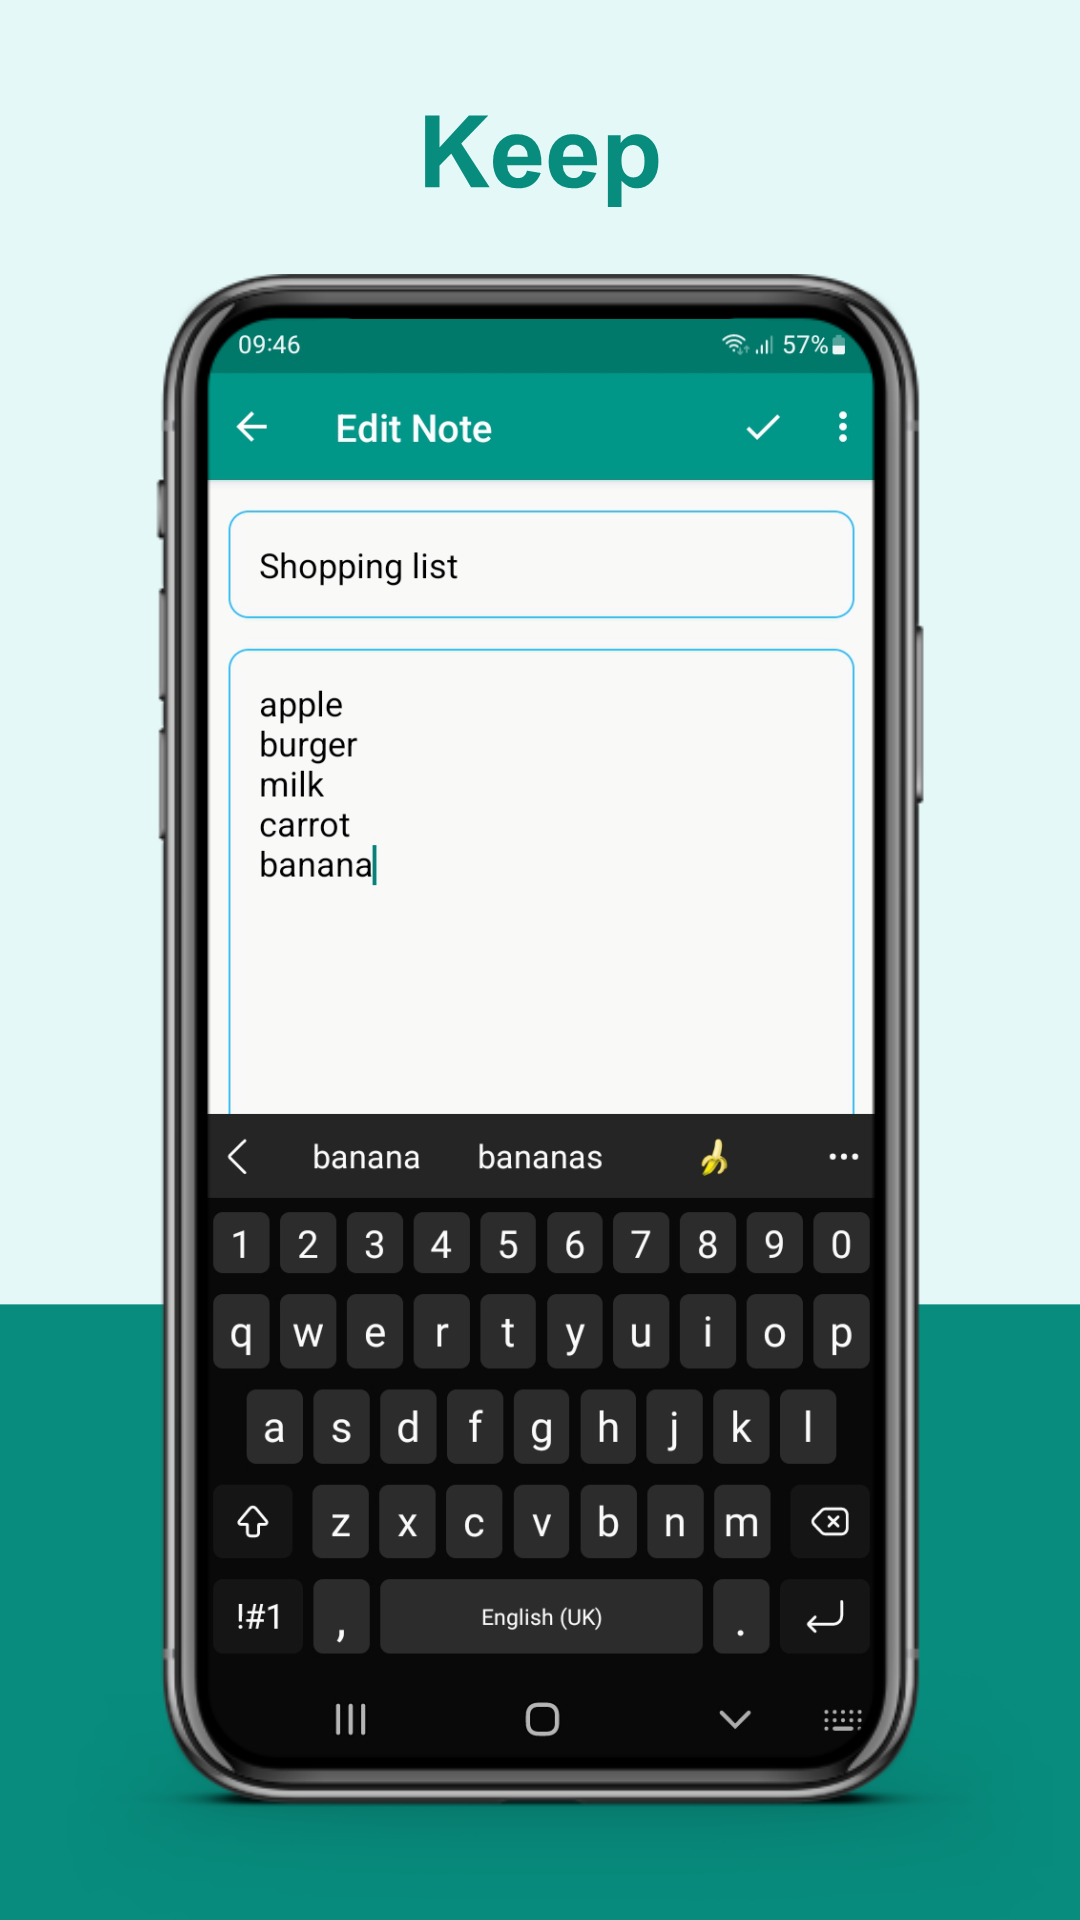 Keep
09:46 57%
Edit Note
Shopping list
apple
burger
milk
carrot
banana
banana bananas
1 2 3 4 5 6 7 8 9 0
q w e r t y u i o p
a s d f g h j k l
z x c v b n m
!#1 , English (UK) .